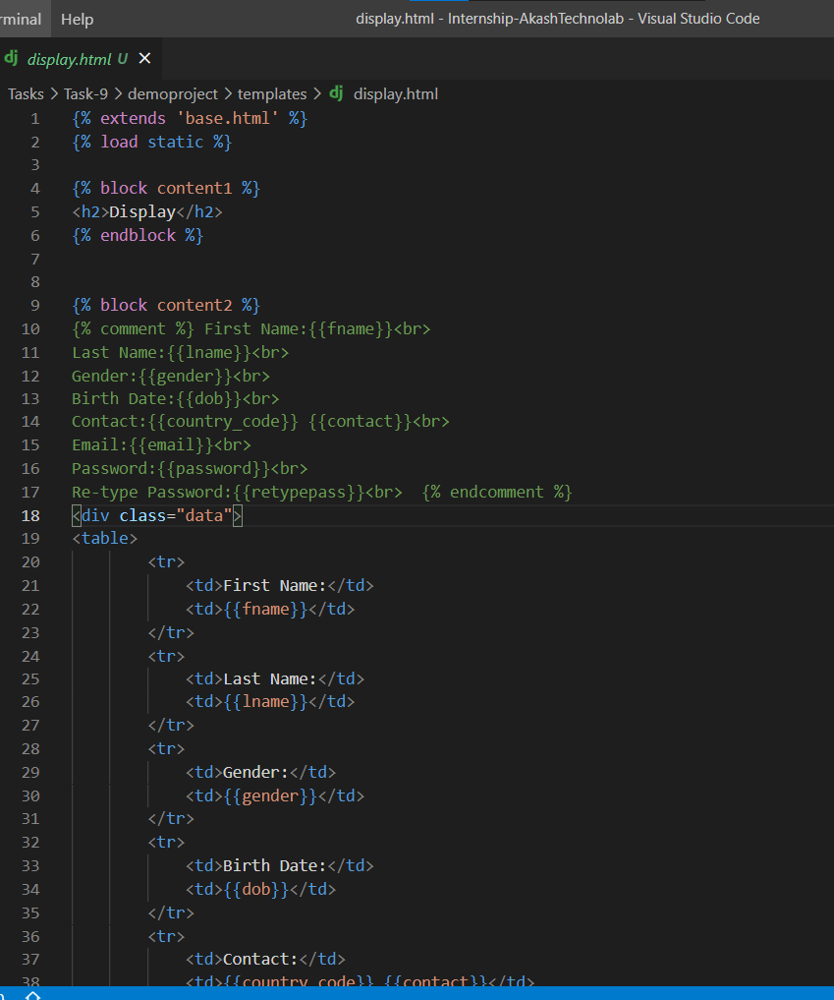 rminal Help display.html - Internship-AkashTechnolab - Visual Studio Code
dj display.html U ✕
Tasks > Task-9 > demoproject > templates > dj display.html
1 {% extends 'base.html' %}
2 {% load static %}
3
4 {% block content1 %}
5 <h2>Display</h2>
6 {% endblock %}
7
8
9 {% block content2 %}
10 {% comment %} First Name:{{fname}}<br>
11 Last Name:{{lname}}<br>
12 Gender:{{gender}}<br>
13 Birth Date:{{dob}}<br>
14 Contact:{{country_code}} {{contact}}<br>
15 Email:{{email}}<br>
16 Password:{{password}}<br>
17 Re-type Password:{{retypepass}}<br>  {% endcomment %}
18 <div class="data">
19 <table>
20 <tr>
21 <td>First Name:</td>
22 <td>{{fname}}</td>
23 </tr>
24 <tr>
25 <td>Last Name:</td>
26 <td>{{lname}}</td>
27 </tr>
28 <tr>
29 <td>Gender:</td>
30 <td>{{gender}}</td>
31 </tr>
32 <tr>
33 <td>Birth Date:</td>
34 <td>{{dob}}</td>
35 </tr>
36 <tr>
37 <td>Contact:</td>
38 <td>{{country_code}} {{contact}}</td>